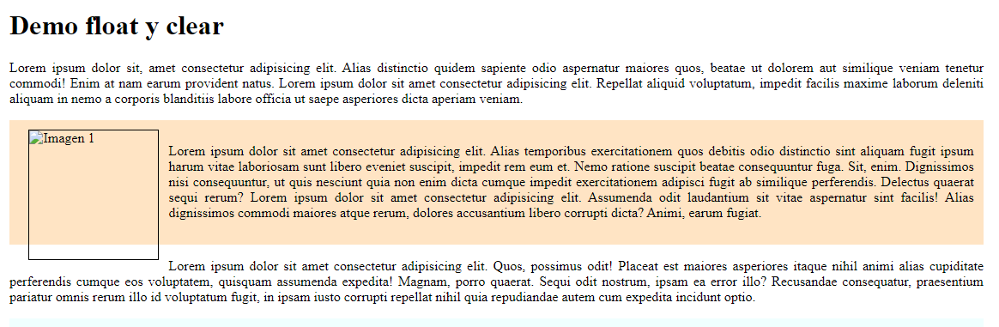 Demo float y clear
Lorem ipsum dolor sit, amet consectetur adipisicing elit. Alias distinctio quidem sapiente odio aspernatur maiores quos, beatae ut dolorem aut similique veniam tenetur
commodi! Enim at nam earum provident natus. Lorem ipsum dolor sit amet consectetur adipisicing elit. Repellat aliquid voluptatum, impedit facilis maxime laborum deleniti
aliquam in nemo a corporis blanditiis labore officia ut saepe asperiores dicta aperiam veniam.
Imagen 1
Lorem ipsum dolor sit amet consectetur adipisicing elit. Alias temporibus exercitationem quos debitis odio distinctio sint aliquam fugit ipsum
harum vitae laboriosam sunt libero eveniet suscipit, impedit rem eum et. Nemo ratione suscipit beatae consequuntur fuga. Sit, enim. Dignissimos
nisi consequuntur, ut quis nesciunt quia non enim dicta cumque impedit exercitationem adipisci fugit ab similique perferendis. Delectus quaerat
sequi rerum? Lorem ipsum dolor sit amet consectetur adipisicing elit. Assumenda odit laudantium sit vitae aspernatur sint facilis! Alias
dignissimos commodi maiores atque rerum, dolores accusantium libero corrupti dicta? Animi, earum fugiat.
Lorem ipsum dolor sit amet consectetur adipisicing elit. Quos, possimus odit! Placeat est maiores asperiores itaque nihil animi alias cupiditate
perferendis cumque eos voluptatem, quisquam assumenda expedita! Magnam, porro quaerat. Sequi odit nostrum, ipsam ea error illo? Recusandae consequatur, praesentium
pariatur omnis rerum illo id voluptatum fugit, in ipsam iusto corrupti repellat nihil quia repudiandae autem cum expedita incidunt optio.